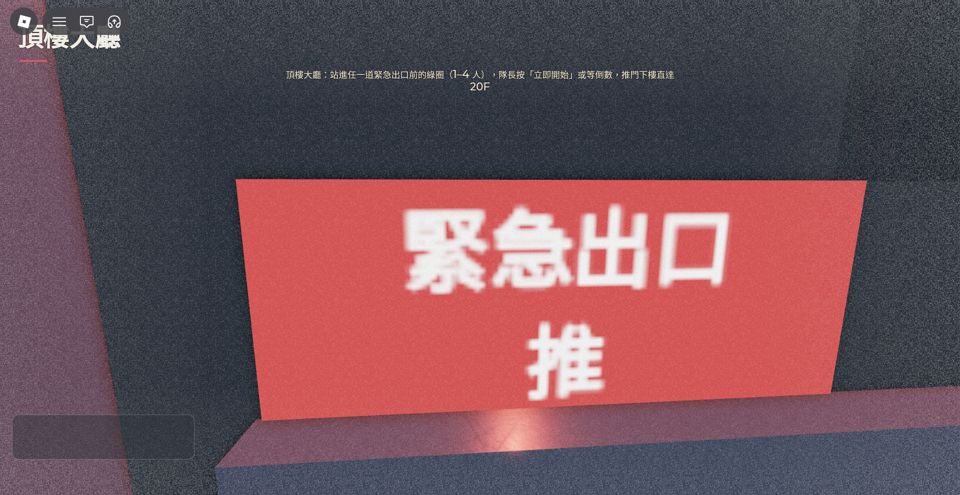 頂樓大廳
頂樓大廳：站進任一道緊急出口前的綠圈（1–4 人），隊長按「立即開始」或等倒數，推門下樓直達
20F
緊急出口
推